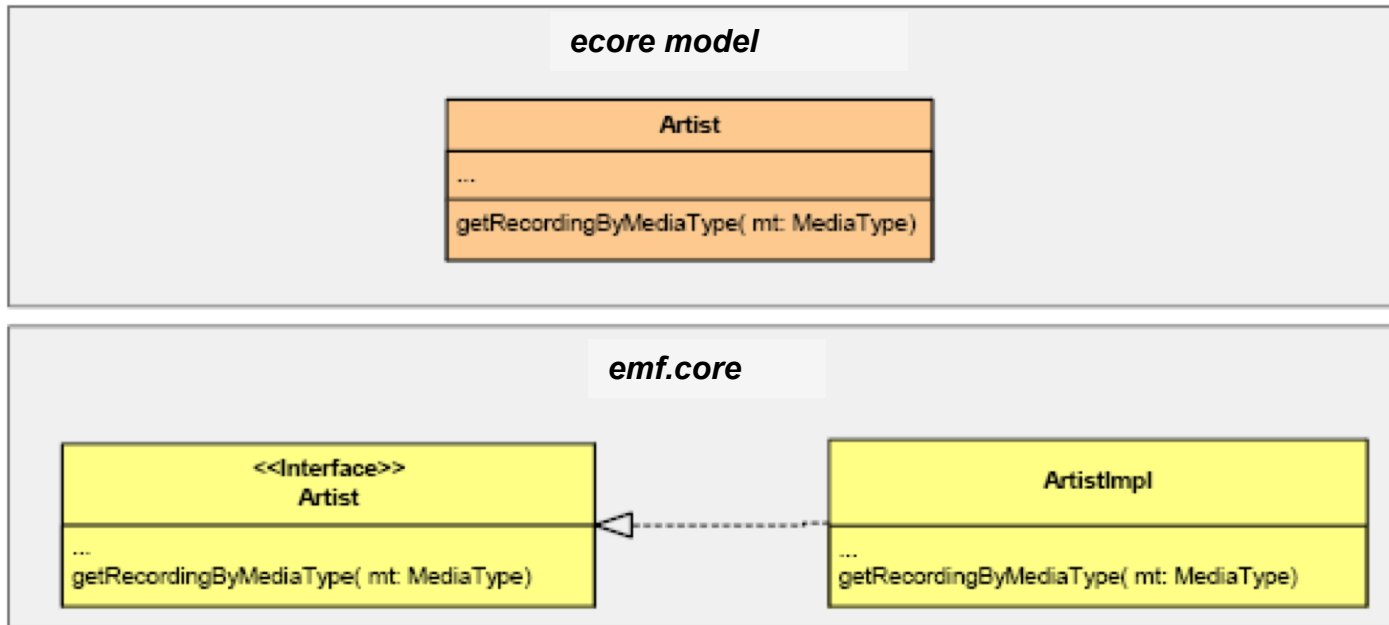 ecore model
Artist
...
getRecordingByMediaType( mt: MediaType)
emf.core
<<Interface>>
Artist
...
getRecordingByMediaType( mt: MediaType)
ArtistImpl
...
getRecordingByMediaType( mt: MediaType)